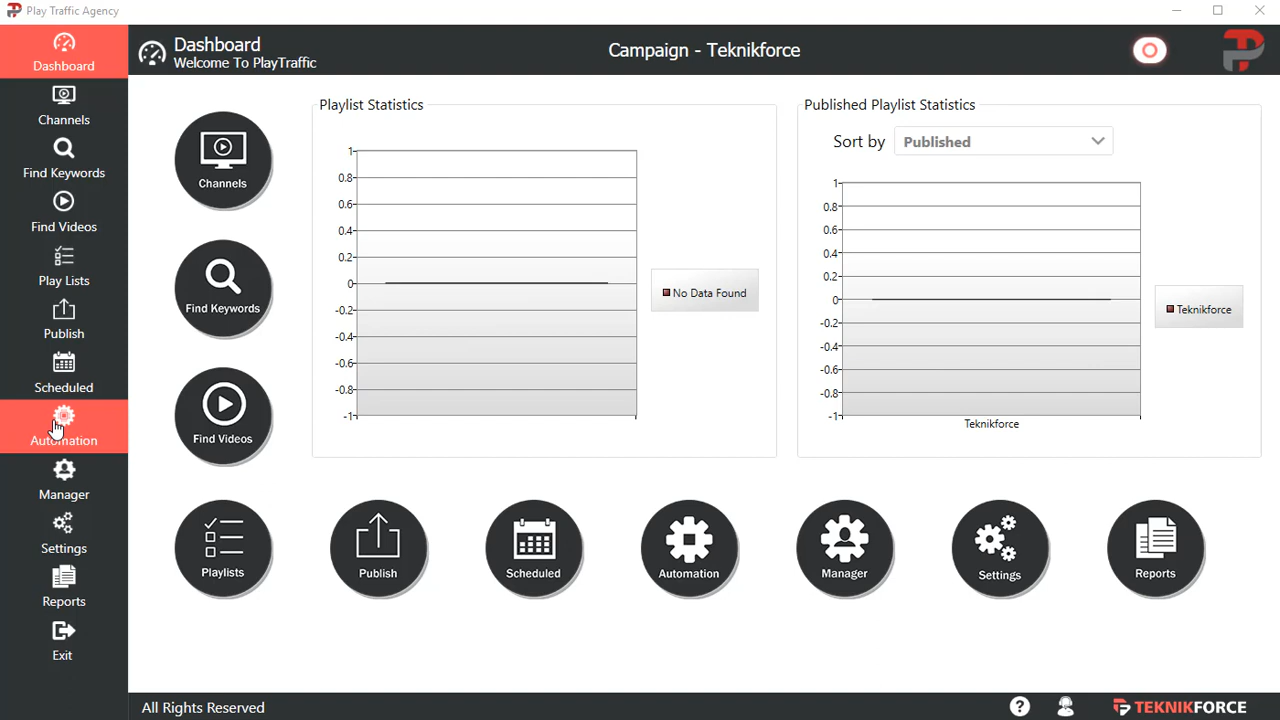 Play Traffic Agency
Dashboard
Channels
Find Keywords
Find Videos
Play Lists
Publish
Scheduled
Automation
Manager
Settings
Reports
Exit
Dashboard
Welcome To PlayTraffic
Campaign - Teknikforce
Channels
Find Keywords
Find Videos
Playlist Statistics
1
0.8
0.6
0.4
0.2
0
-0.2
-0.4
-0.6
-0.8
-1
No Data Found
Published Playlist Statistics
Sort by Published
1
0.8
0.6
0.4
0.2
0
-0.2
-0.4
-0.6
-0.8
-1
Teknikforce
Teknikforce
Playlists
Publish
Scheduled
Automation
Manager
Settings
Reports
All Rights Reserved
?
TEKNIKFORCE